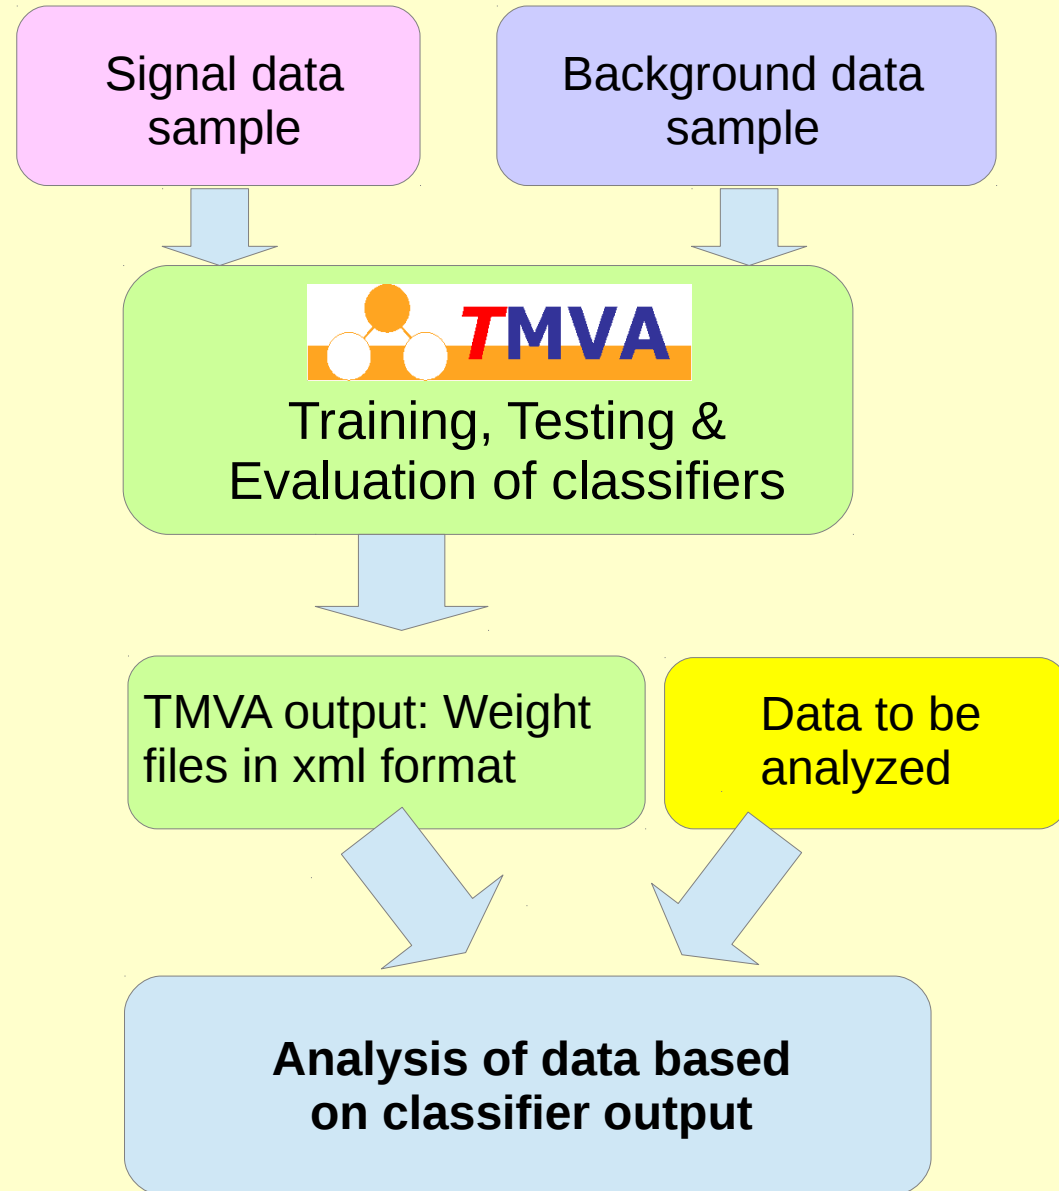 Signal data
sample
Background data
sample
TMVA
Training, Testing &
Evaluation of classifiers
TMVA output: Weight
files in xml format
Data to be
analyzed
Analysis of data based
on classifier output